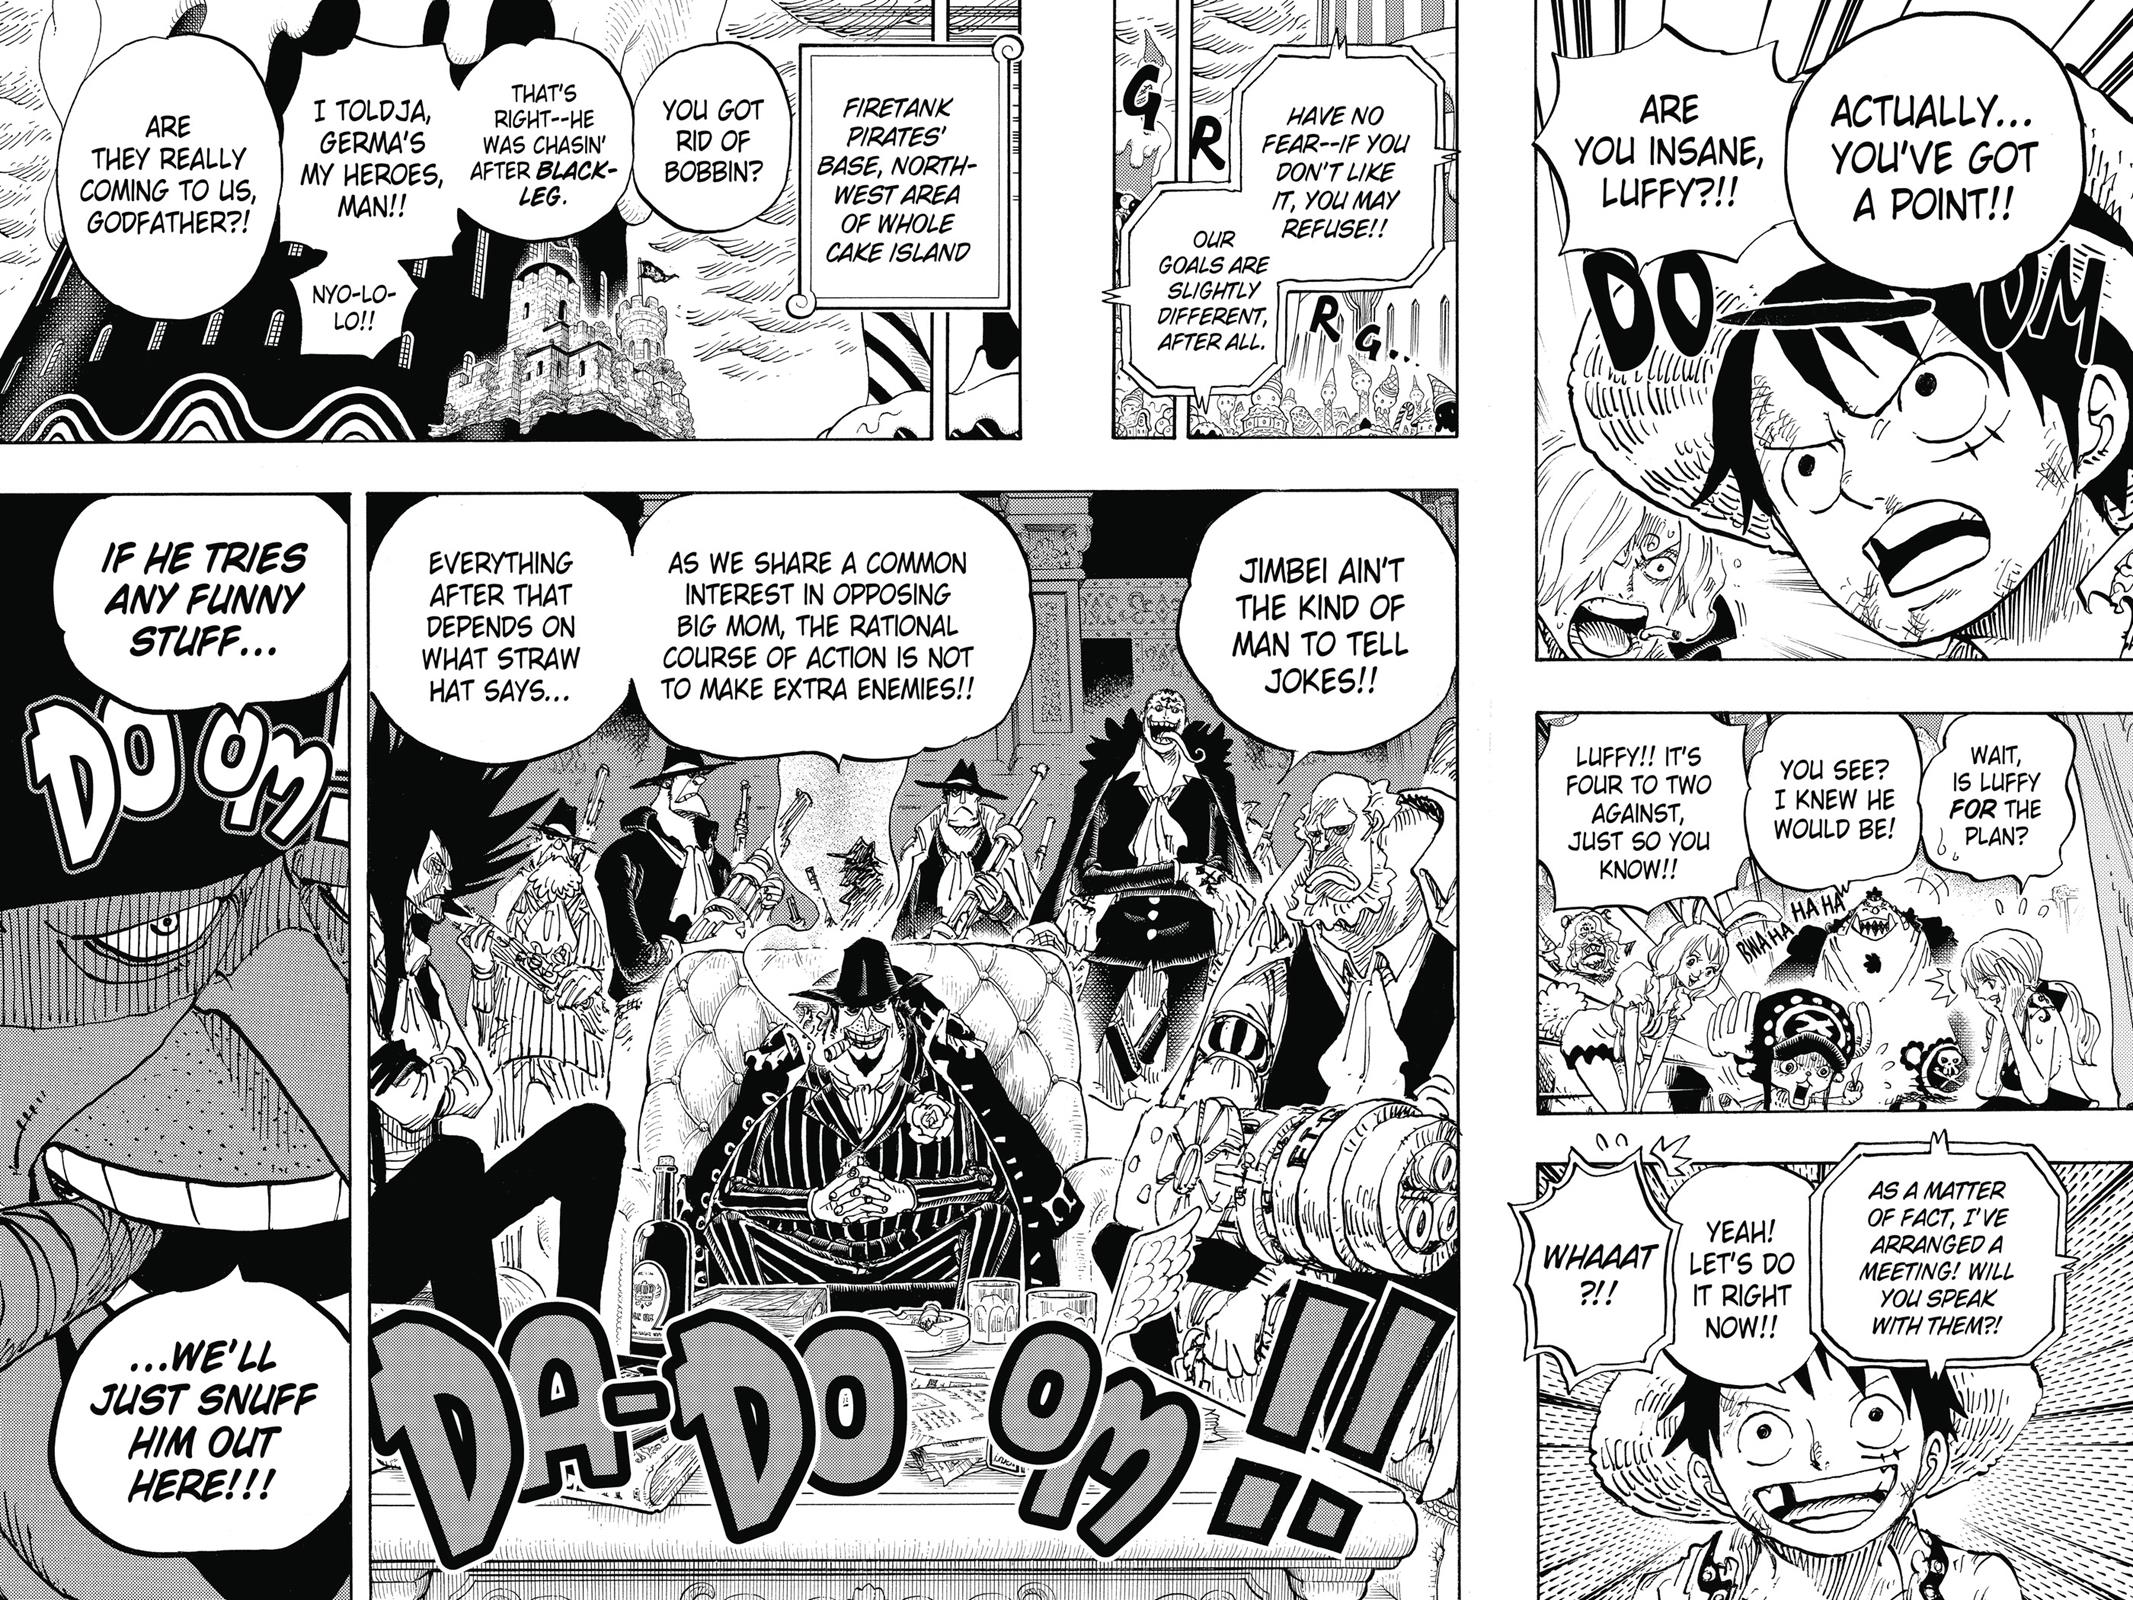 ACTUALLY...
YOU'VE GOT
A POINT!!
ARE
YOU INSANE,
LUFFY?!!
DOOM
WAIT,
IS LUFFY
FOR THE
PLAN?
YOU SEE?
I KNEW HE
WOULD BE!
LUFFY!! IT'S
FOUR TO TWO
AGAINST,
JUST SO YOU
KNOW!!
BWA HA HA HA
AS A MATTER
OF FACT, I'VE
ARRANGED A
MEETING! WILL
YOU SPEAK
WITH THEM?!
YEAH!
LET'S DO
IT RIGHT
NOW!!
WHAAAT
?!!
HAVE NO
FEAR--IF YOU
DON'T LIKE
IT, YOU MAY
REFUSE!!
OUR
GOALS ARE
SLIGHTLY
DIFFERENT,
AFTER ALL.
GRRG..
FIRETANK
PIRATES'
BASE, NORTH-
WEST AREA
OF WHOLE
CAKE ISLAND
YOU GOT
RID OF
BOBBIN?
THAT'S
RIGHT--HE
WAS CHASIN'
AFTER BLACK-
LEG.
I TOLDJA,
GERMA'S
MY HEROES,
MAN!!
NYO-LO-
LO!!
ARE
THEY REALLY
COMING TO US,
GODFATHER?!
JIMBEI AIN'T
THE KIND OF
MAN TO TELL
JOKES!!
AS WE SHARE A COMMON
INTEREST IN OPPOSING
BIG MOM, THE RATIONAL
COURSE OF ACTION IS NOT
TO MAKE EXTRA ENEMIES!!
EVERYTHING
AFTER THAT
DEPENDS ON
WHAT STRAW
HAT SAYS...
DA-DOOM!!
IF HE TRIES
ANY FUNNY
STUFF...
DOOM!
...WE'LL
JUST SNUFF
HIM OUT
HERE!!!